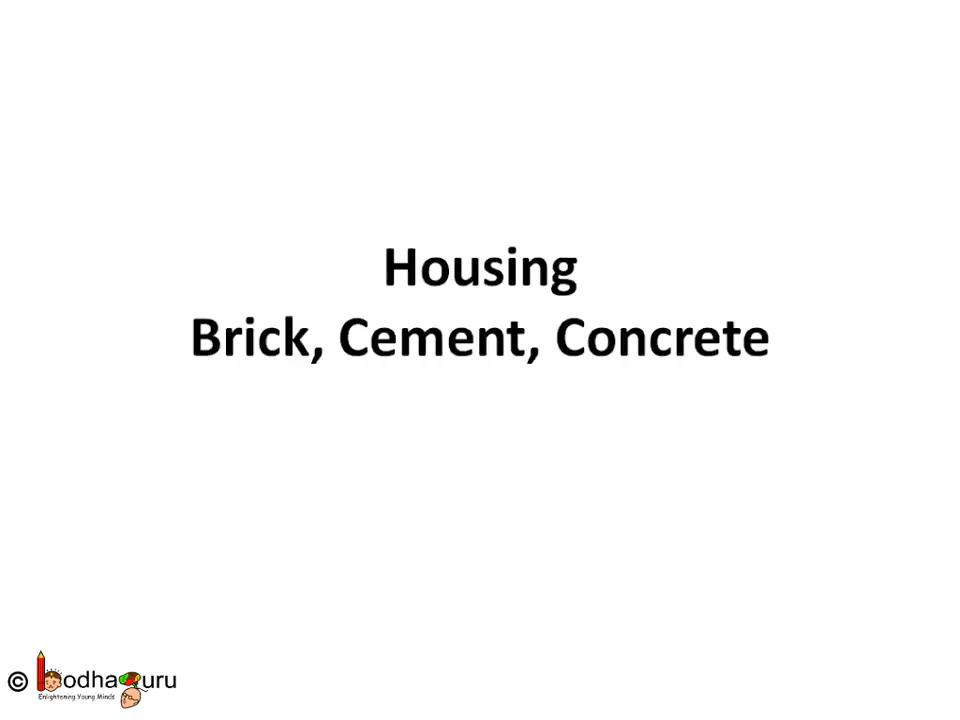 Housing
Brick, Cement, Concrete
© bodhaGuru
Enlightening Young Minds